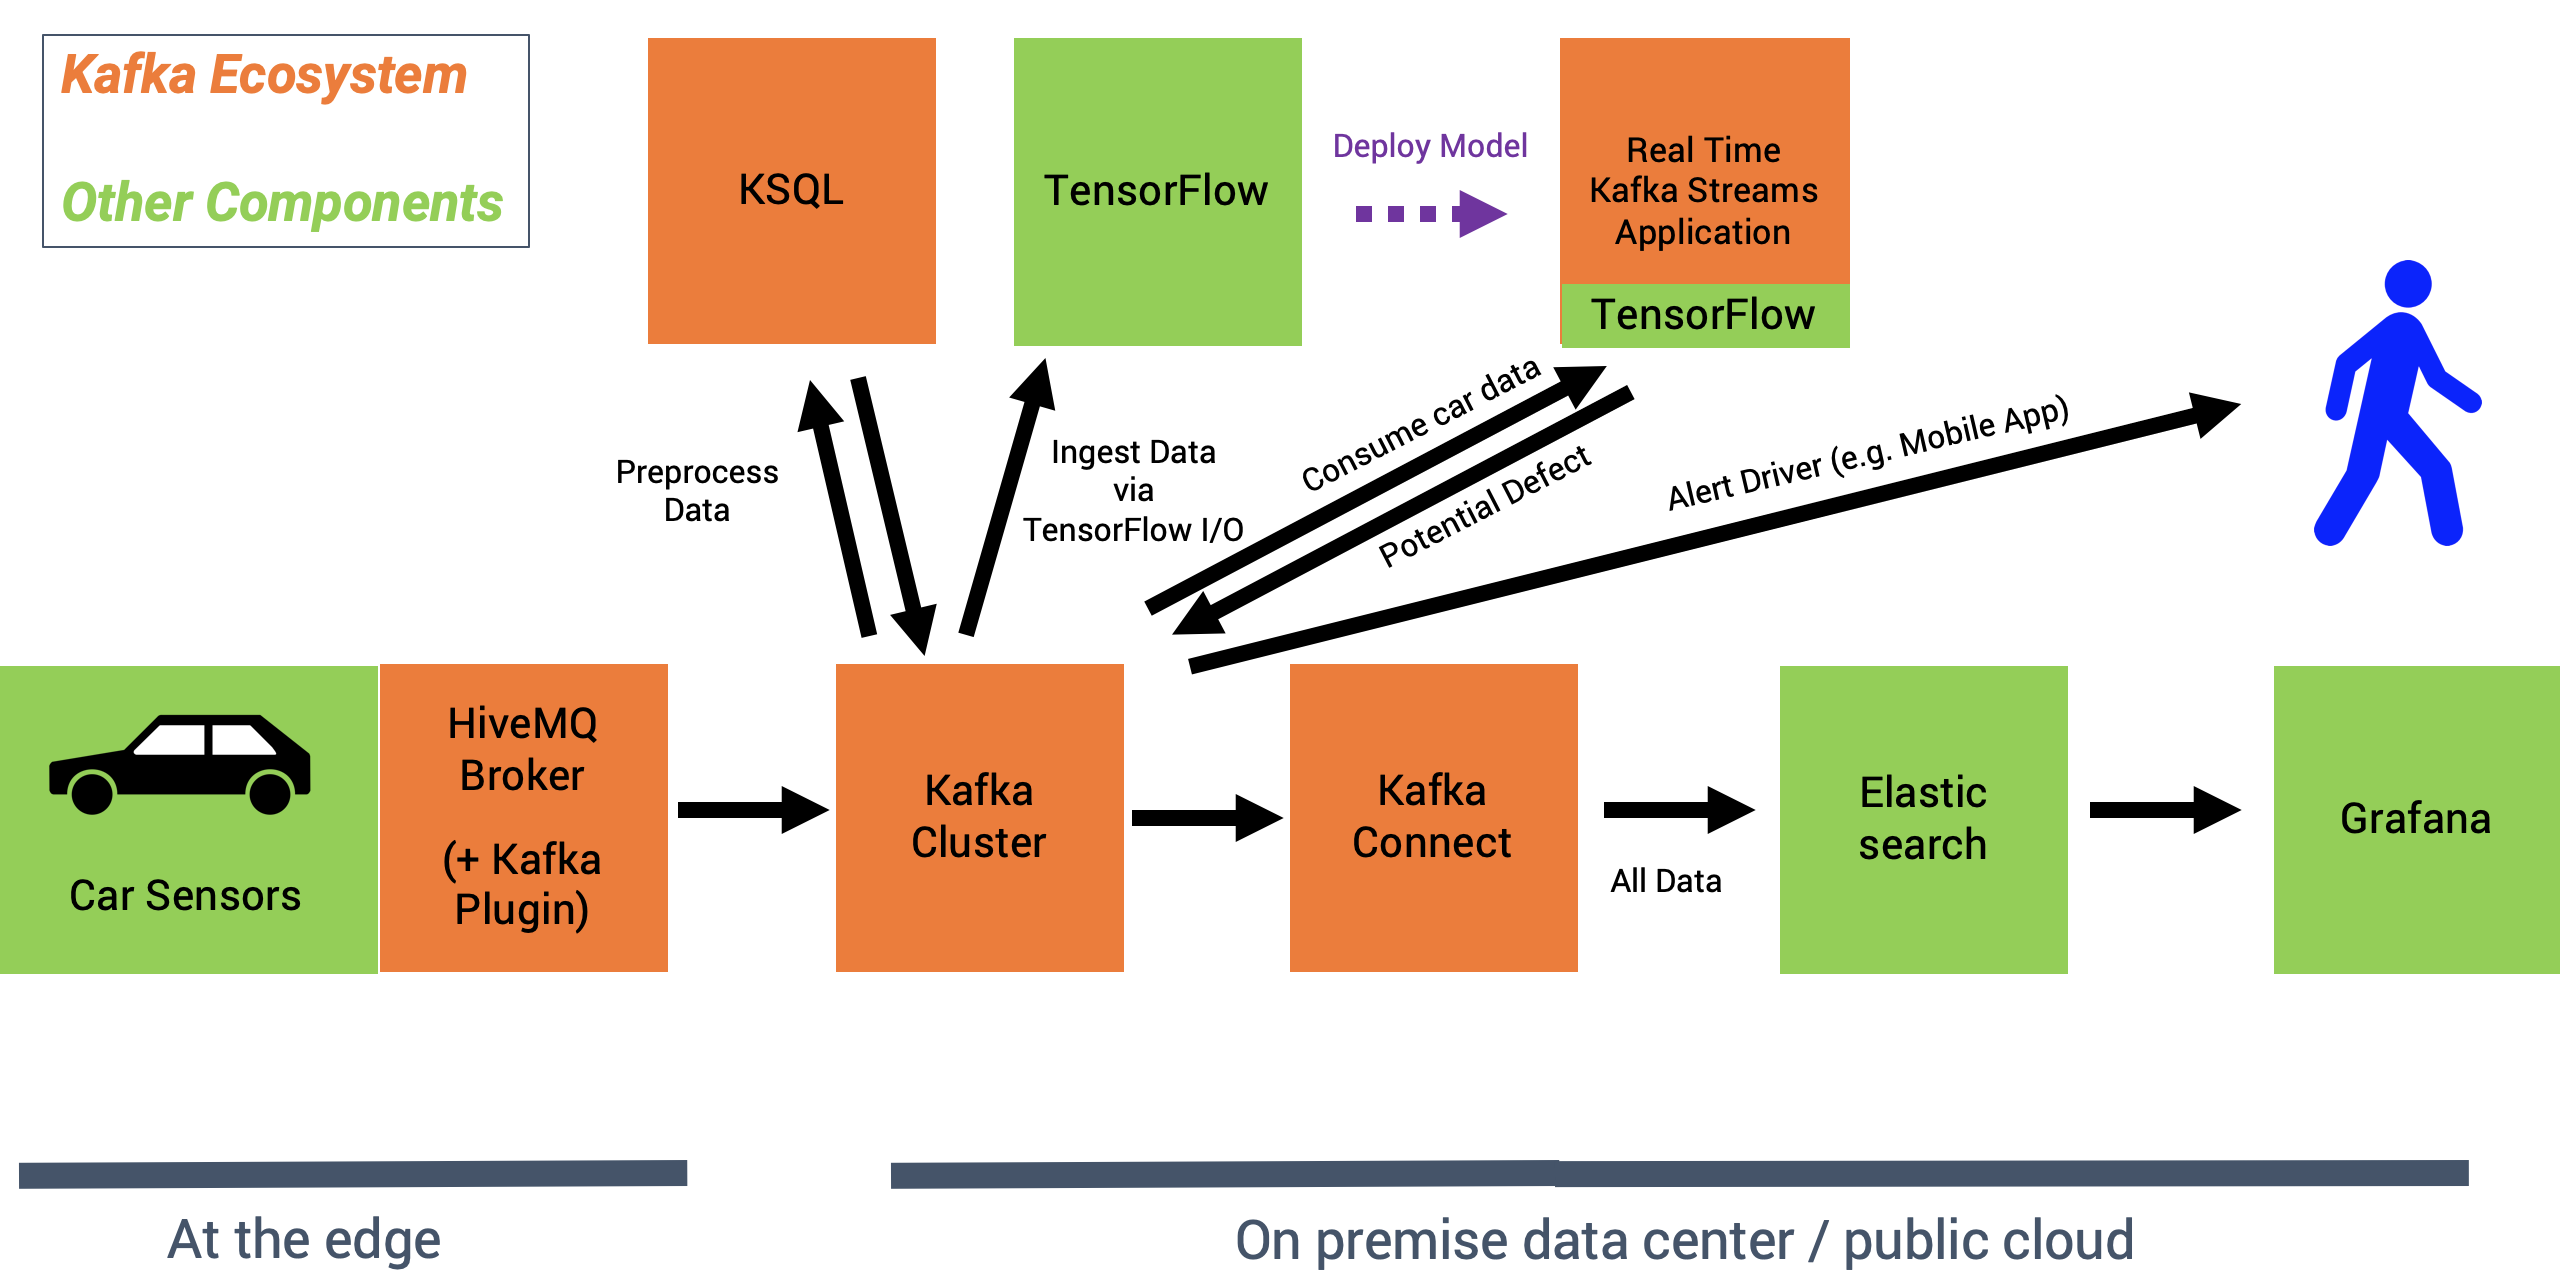 Kafka Ecosystem
Other Components
KSQL
TensorFlow
Deploy Model
Real Time
Kafka Streams
Application
TensorFlow
Preprocess
Data
Ingest Data
via
TensorFlow I/O
Consume car data
Potential Defect
Alert Driver (e.g. Mobile App)
Car Sensors
HiveMQ
Broker
(+ Kafka
Plugin)
Kafka
Cluster
Kafka
Connect
All Data
Elastic
search
Grafana
At the edge
On premise data center / public cloud